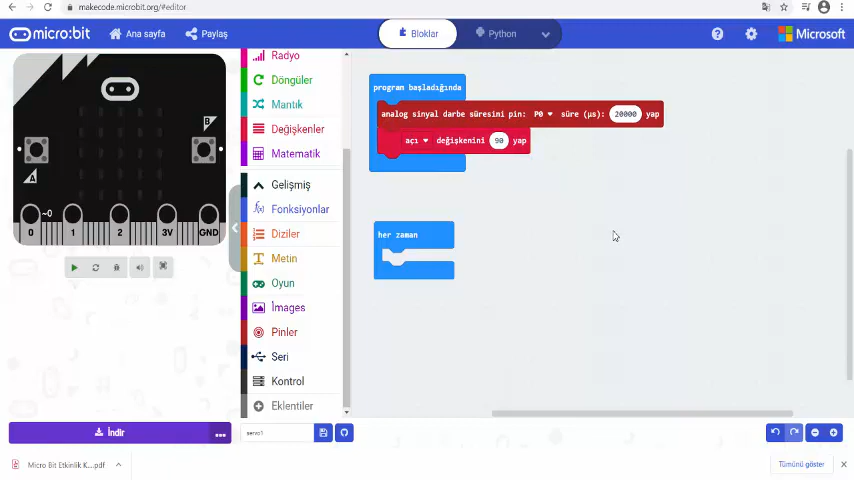 makecode.microbit.org/#editor
micro:bit
Ana sayfa
Paylaş
Bloklar
Python
Microsoft
B
A
~0
0
1
2
3V
GND
Radyo
Döngüler
Mantık
Değişkenler
Matematik
Gelişmiş
Fonksiyonlar
Diziler
Metin
Oyun
Images
Pinler
Seri
Kontrol
Eklentiler
program başladığında
analog sinyal darbe süresini pin: P0 süre (µs): 20000 yap
açı değişkenini 90 yap
her zaman
İndir
...
servo1
Micro Bit Etkinlik K....pdf
Tümünü göster